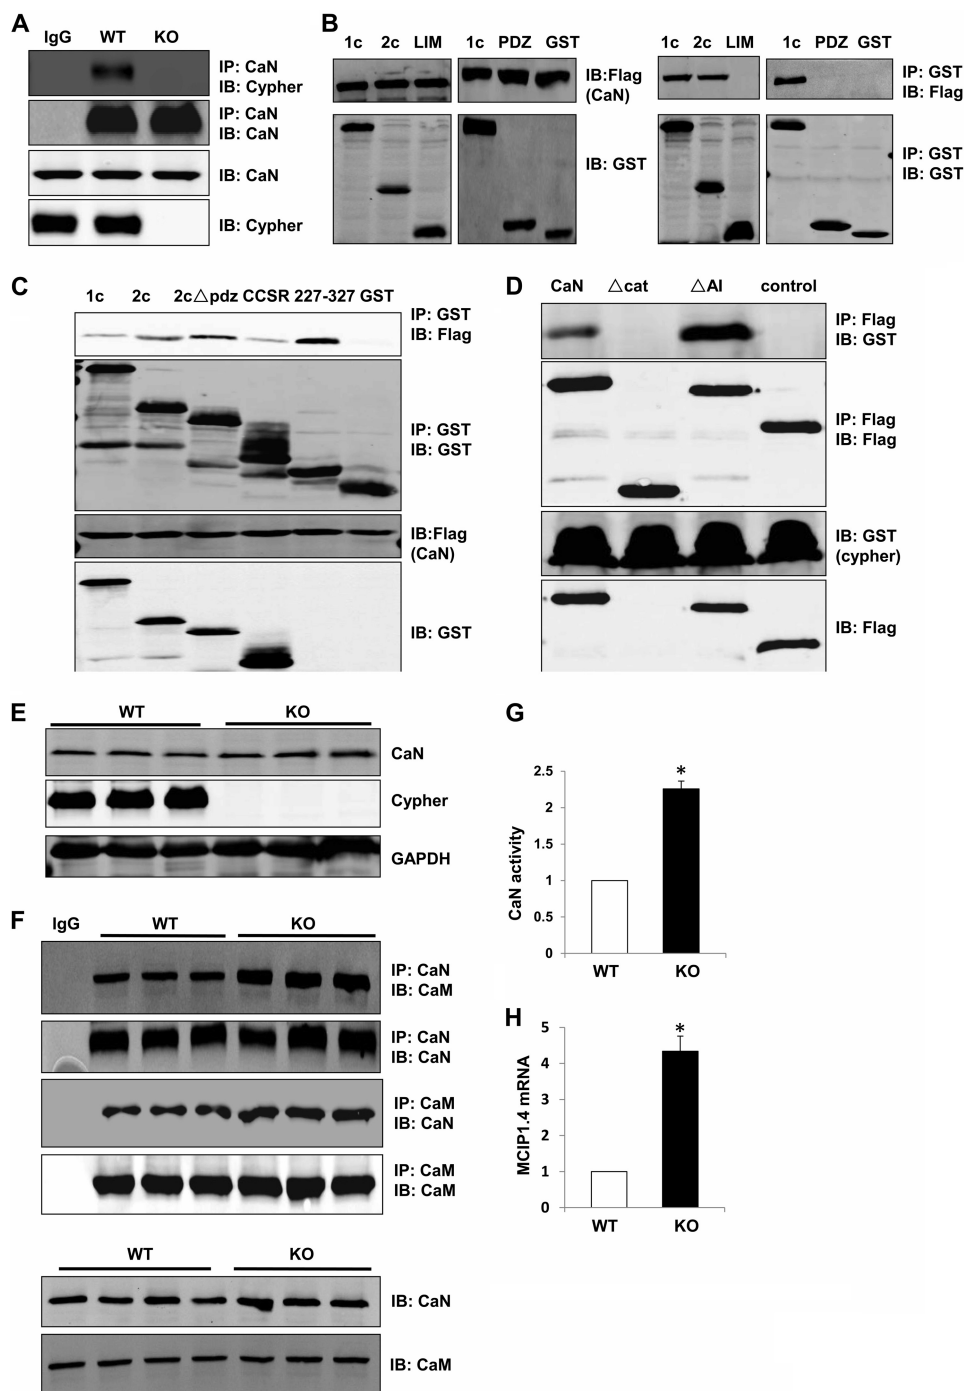 A
IgG WT KO
IP: CaN
IB: Cypher
IP: CaN
IB: CaN
IB: CaN
IB: Cypher
B
1c 2c LIM 1c PDZ GST
IB:Flag
(CaN)
IB: GST
1c 2c LIM 1c PDZ GST
IP: GST
IB: Flag
IP: GST
IB: GST
C
1c 2c 2c△pdz CCSR 227-327 GST
IP: GST
IB: Flag
IP: GST
IB: GST
IB:Flag
(CaN)
IB: GST
D
CaN △cat △AI control
IP: Flag
IB: GST
IP: Flag
IB: Flag
IB: GST
(cypher)
IB: Flag
E
WT KO
CaN
Cypher
GAPDH
F
IgG WT KO
IP: CaN
IB: CaM
IP: CaN
IB: CaN
IP: CaM
IB: CaN
IP: CaM
IB: CaM
WT KO
IB: CaN
IB: CaM
G
CaN activity
2.5
2
1
0.5
0
*
WT KO
H
MCIP1.4 mRNA
5
4
3
2
1
0
*
WT KO